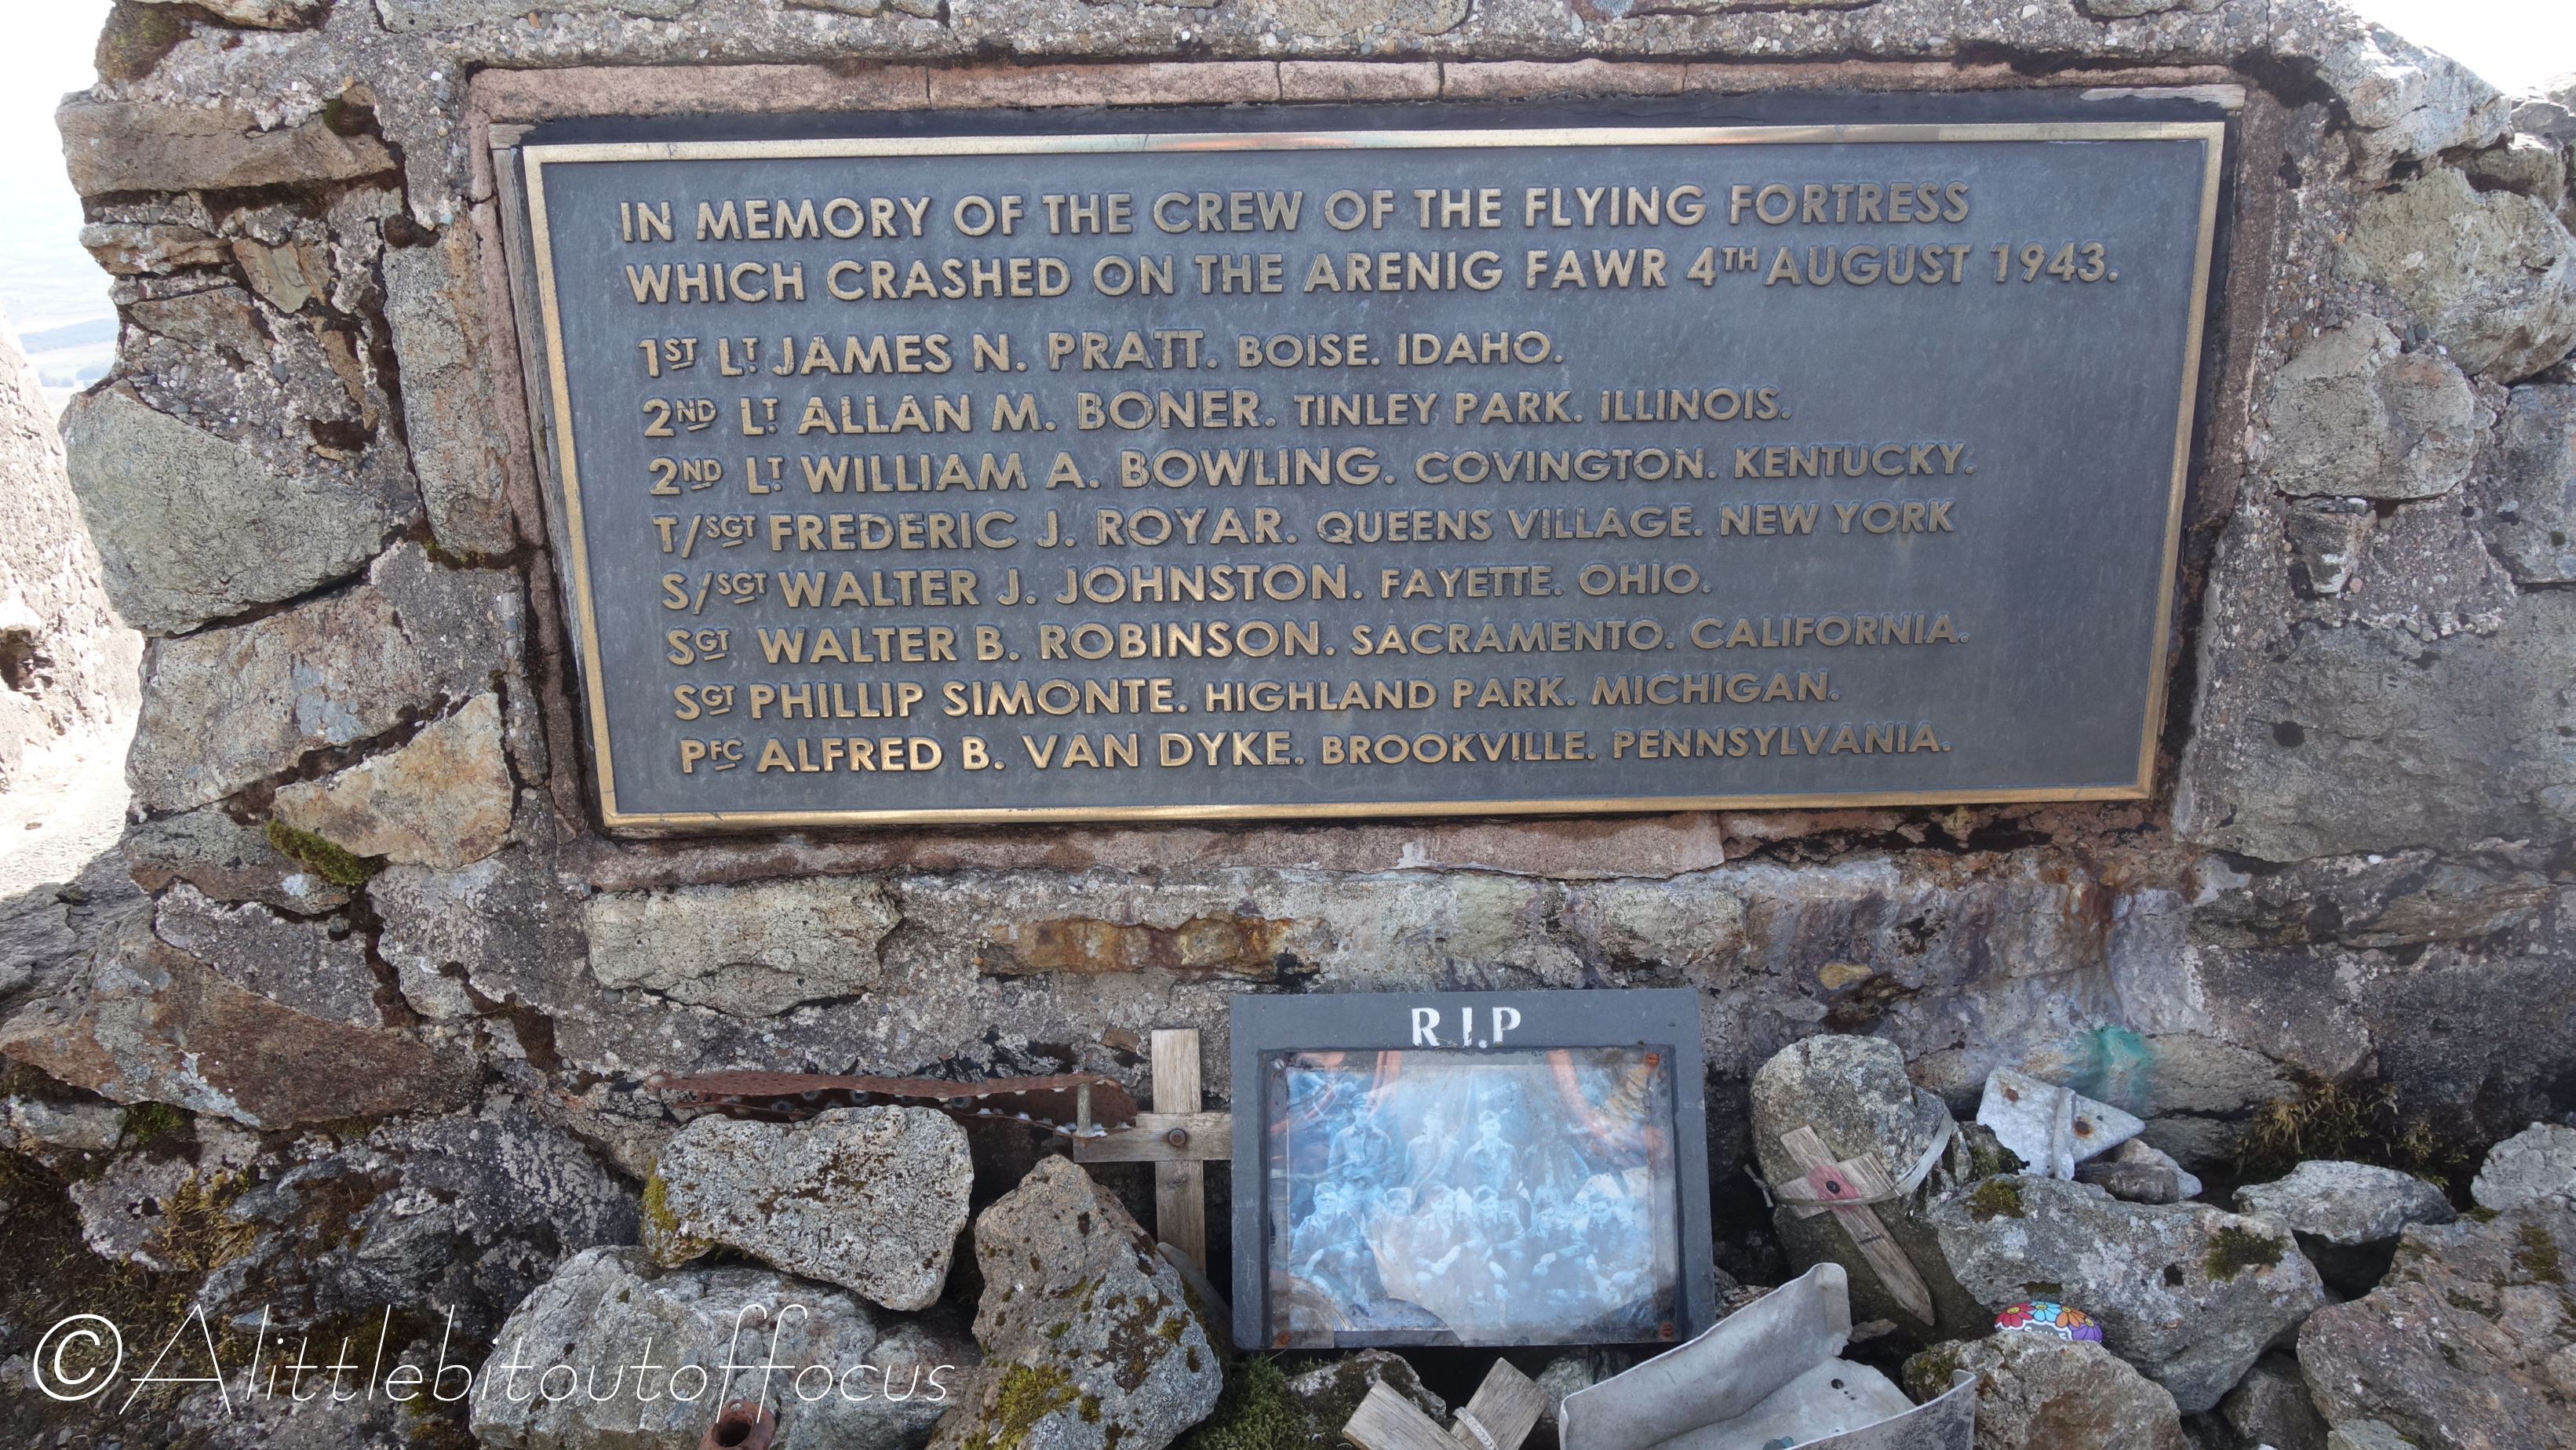 IN MEMORY OF THE CREW OF THE FLYING FORTRESS
WHICH CRASHED ON THE ARENIG FAWR 4TH AUGUST 1943.
1ST LT JAMES N. PRATT. BOISE. IDAHO.
2ND LT ALLAN M. BONER. TINLEY PARK. ILLINOIS.
2ND LT WILLIAM A. BOWLING. COVINGTON. KENTUCKY.
T/SGT FREDERIC J. ROYAR. QUEENS VILLAGE. NEW YORK
S/SGT WALTER J. JOHNSTON. FAYETTE. OHIO.
SGT WALTER B. ROBINSON. SACRAMENTO. CALIFORNIA.
SGT PHILLIP SIMONTE. HIGHLAND PARK. MICHIGAN.
PFC ALFRED B. VAN DYKE. BROOKVILLE. PENNSYLVANIA.
R.I.P
©Alittlebitoutoffocus